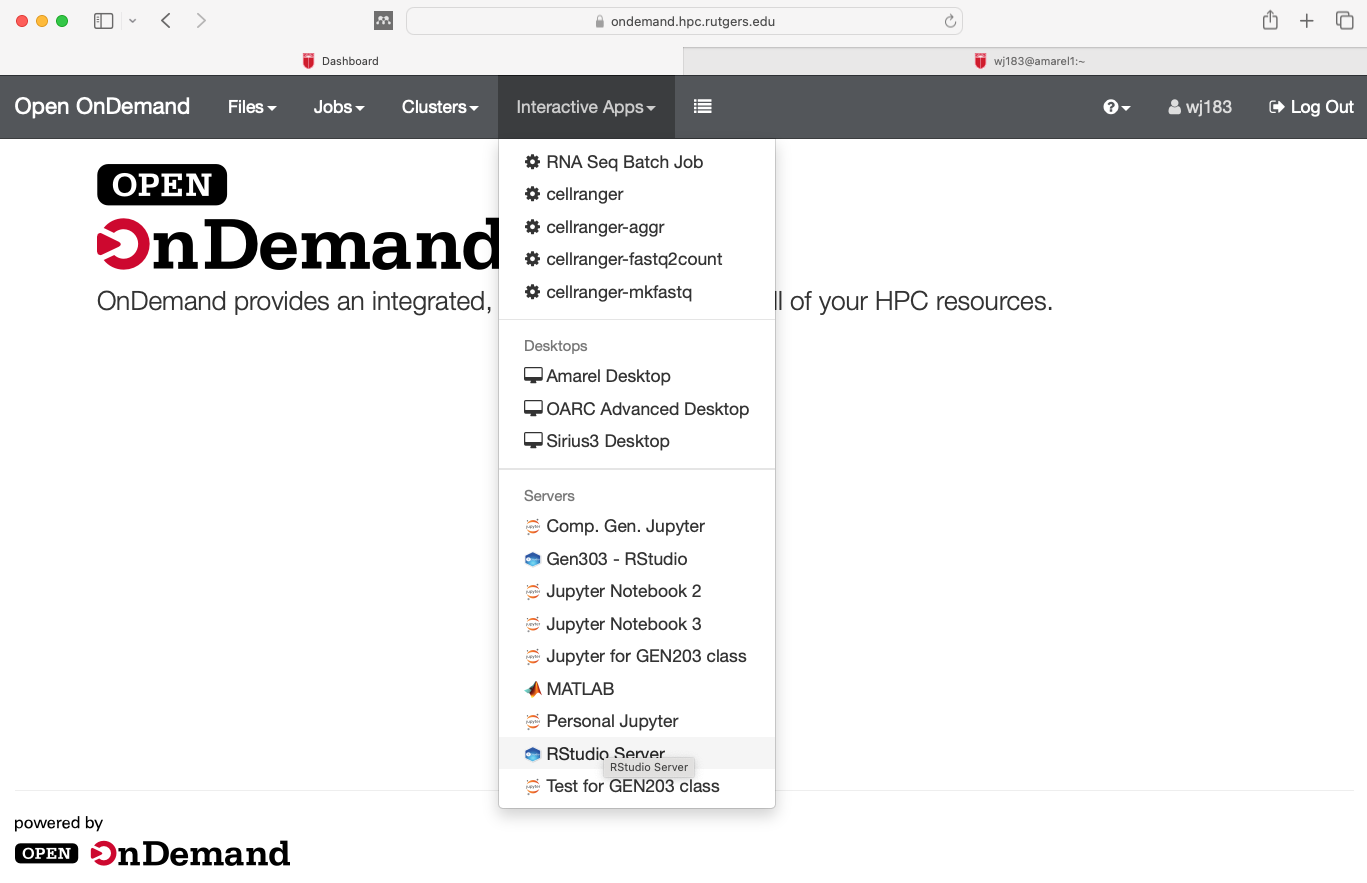 ondemand.hpc.rutgers.edu
Dashboard
wj183@amarel1:~
Open OnDemand Files Jobs Clusters Interactive Apps wj183 Log Out
RNA Seq Batch Job
cellranger
cellranger-aggr
cellranger-fastq2count
cellranger-mkfastq
Desktops
Amarel Desktop
OARC Advanced Desktop
Sirius3 Desktop
Servers
Comp. Gen. Jupyter
Gen303 - RStudio
Jupyter Notebook 2
Jupyter Notebook 3
Jupyter for GEN203 class
MATLAB
Personal Jupyter
RStudio Server
RStudio Server
Test for GEN203 class
OPEN
OnDemand
OnDemand provides an integrated, ll of your HPC resources.
powered by
OPEN OnDemand